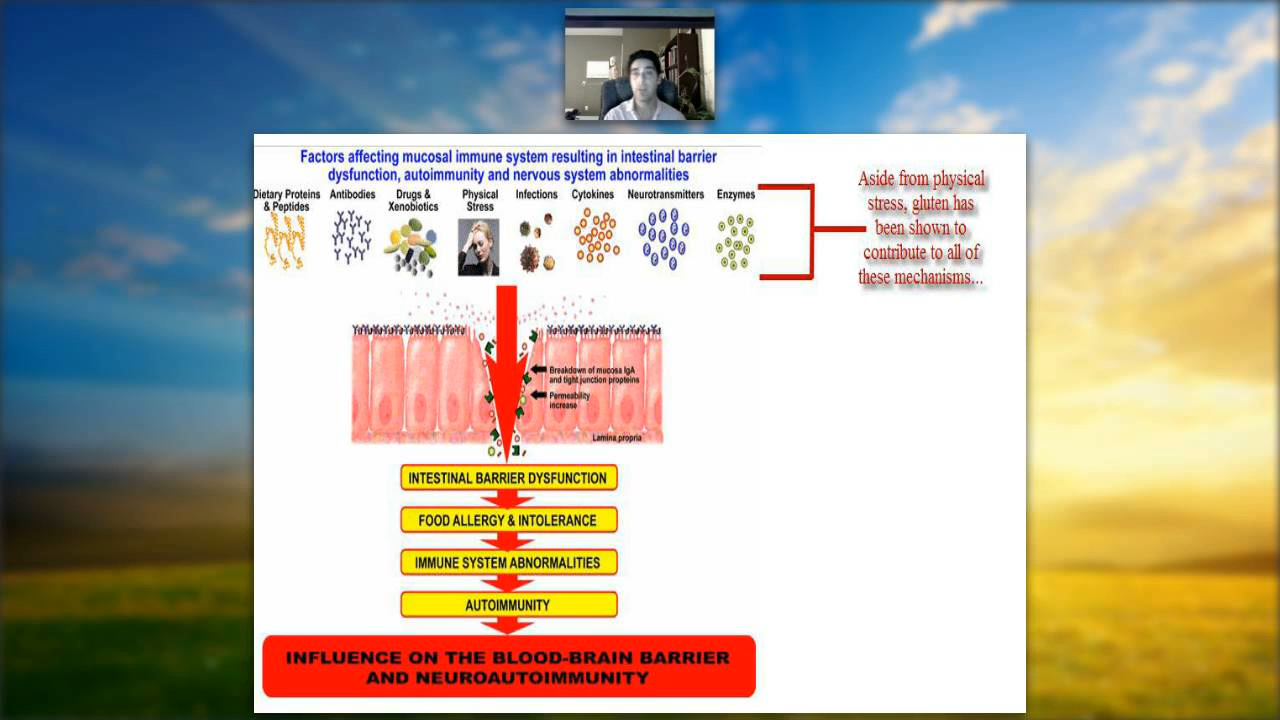 Factors affecting mucosal immune system resulting in intestinal barrier
dysfunction, autoimmunity and nervous system abnormalities
Dietary Proteins
& Peptides
Antibodies
Drugs &
Xenobiotics
Physical
Stress
Infections
Cytokines
Neurotransmitters
Enzymes
Aside from physical
stress, gluten has
been shown to
contribute to all of
these mechanisms...
Breakdown of mucosa IgA
and tight junction propteins
Permeability
increase
Lamina propria
INTESTINAL BARRIER DYSFUNCTION
FOOD ALLERGY & INTOLERANCE
IMMUNE SYSTEM ABNORMALITIES
AUTOIMMUNITY
INFLUENCE ON THE BLOOD-BRAIN BARRIER
AND NEUROAUTOIMMUNITY